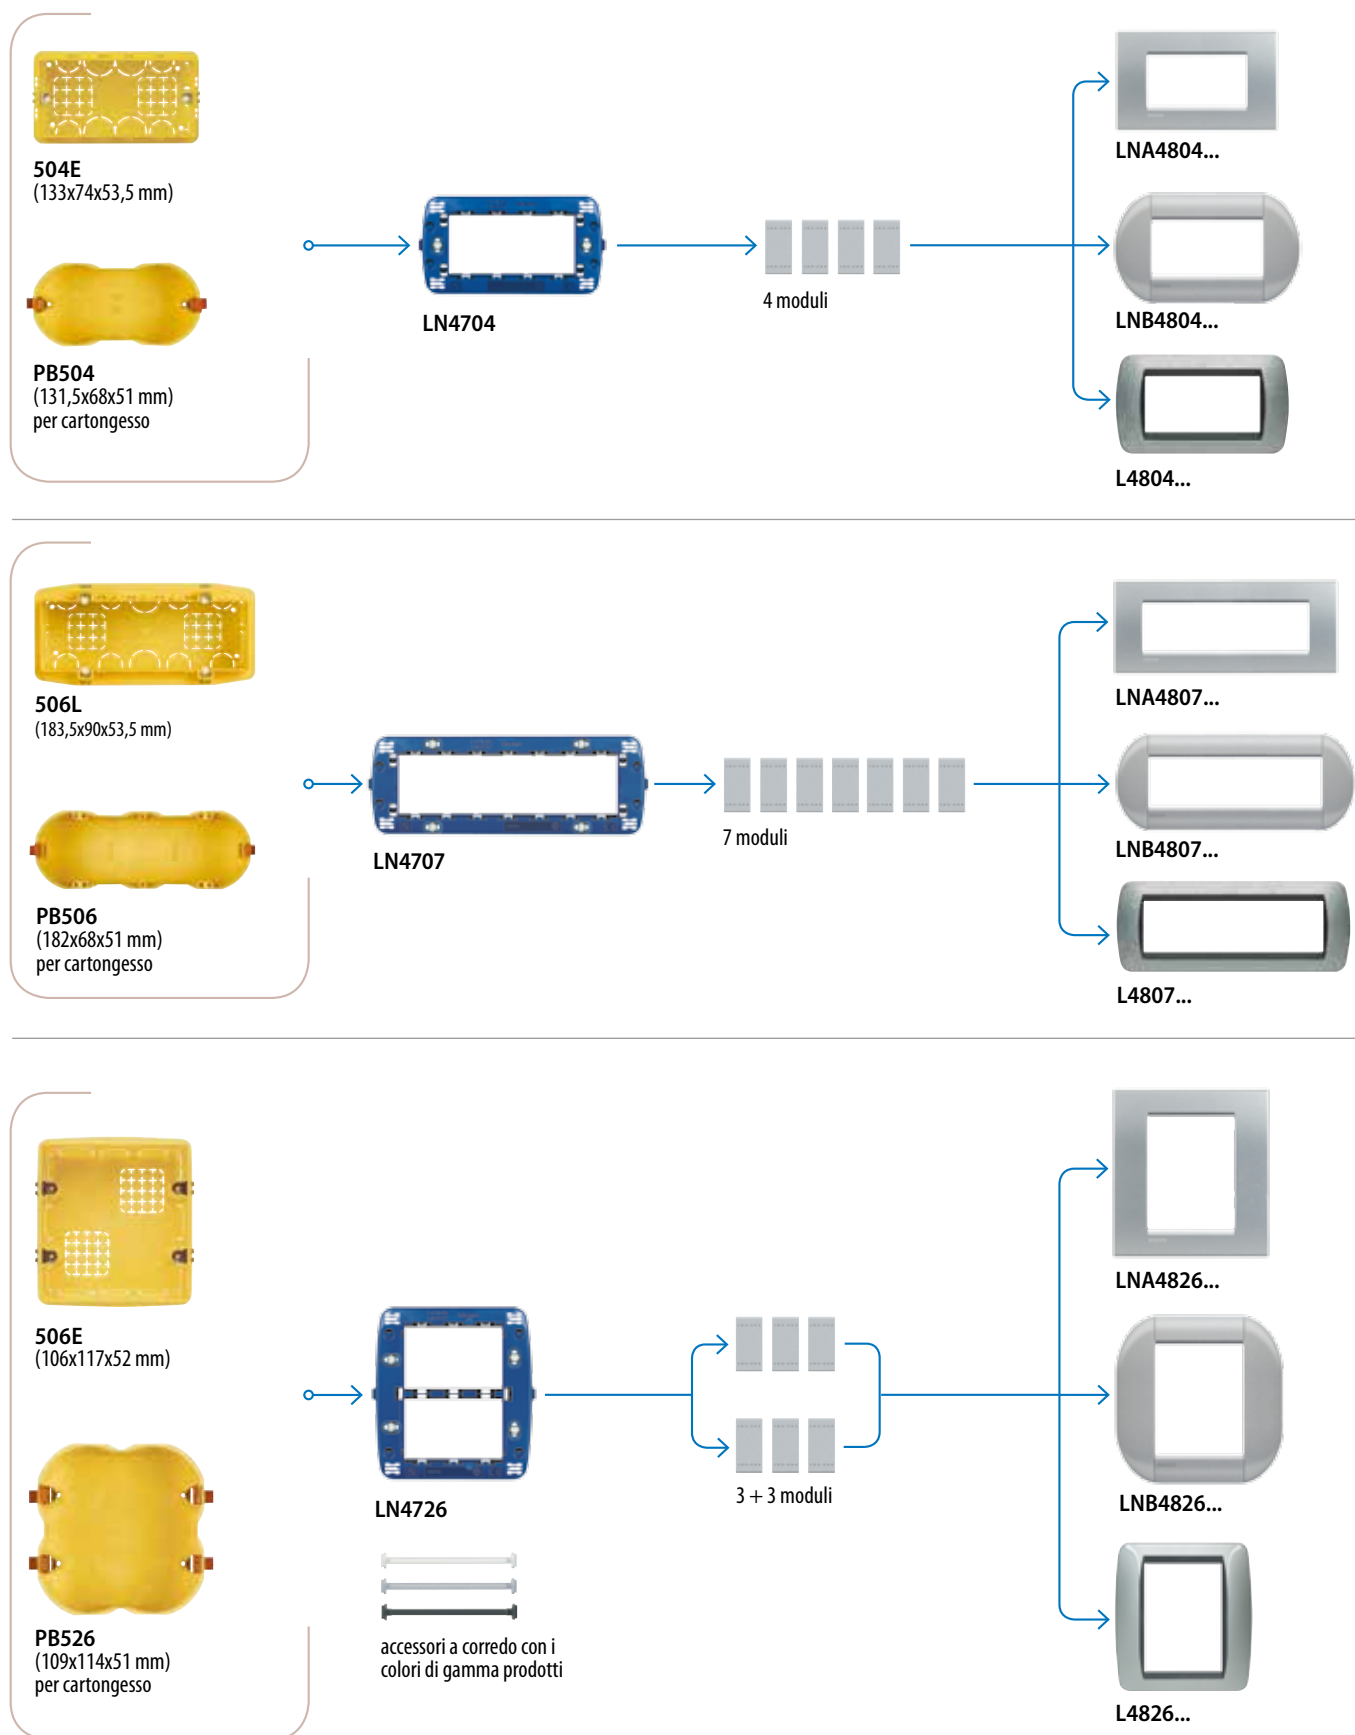 504E
(133x74x53,5 mm)
PB504
(131,5x68x51 mm)
per cartongesso
LN4704
4 moduli
LNA4804...
LNB4804...
L4804...
506L
(183,5x90x53,5 mm)
PB506
(182x68x51 mm)
per cartongesso
LN4707
7 moduli
LNA4807...
LNB4807...
L4807...
506E
(106x117x52 mm)
PB526
(109x114x51 mm)
per cartongesso
LN4726
accessori a corredo con i
colori di gamma prodotti
3 + 3 moduli
LNA4826...
LNB4826...
L4826...